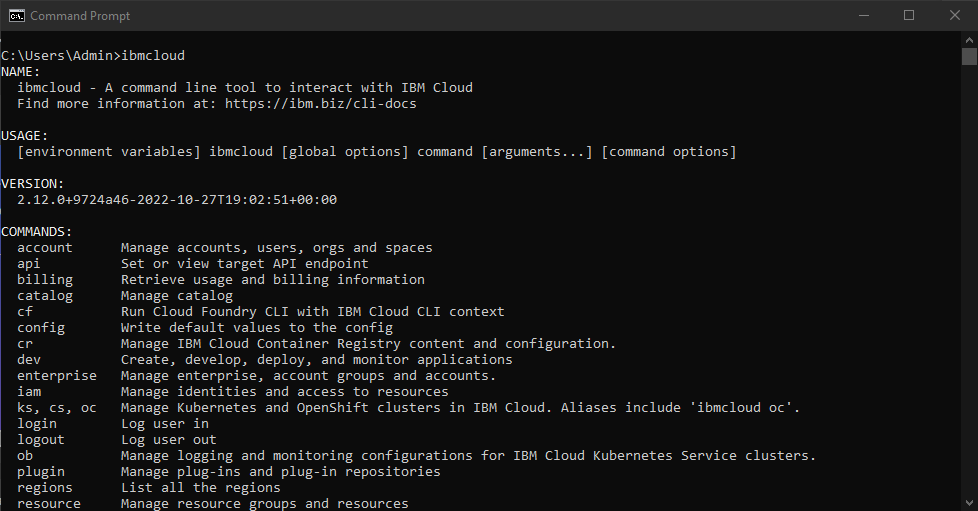 Command Prompt
C:\Users\Admin>ibmcloud
NAME:
ibmcloud - A command line tool to interact with IBM Cloud
Find more information at: https://ibm.biz/cli-docs
USAGE:
[environment variables] ibmcloud [global options] command [arguments...] [command options]
VERSION:
2.12.0+9724a46-2022-10-27T19:02:51+00:00
COMMANDS:
account Manage accounts, users, orgs and spaces
api Set or view target API endpoint
billing Retrieve usage and billing information
catalog Manage catalog
cf Run Cloud Foundry CLI with IBM Cloud CLI context
config Write default values to the config
cr Manage IBM Cloud Container Registry content and configuration.
dev Create, develop, deploy, and monitor applications
enterprise Manage enterprise, account groups and accounts.
iam Manage identities and access to resources
ks, cs, oc Manage Kubernetes and OpenShift clusters in IBM Cloud. Aliases include 'ibmcloud oc'.
login Log user in
logout Log user out
ob Manage logging and monitoring configurations for IBM Cloud Kubernetes Service clusters.
plugin Manage plug-ins and plug-in repositories
regions List all the regions
resource Manage resource groups and resources